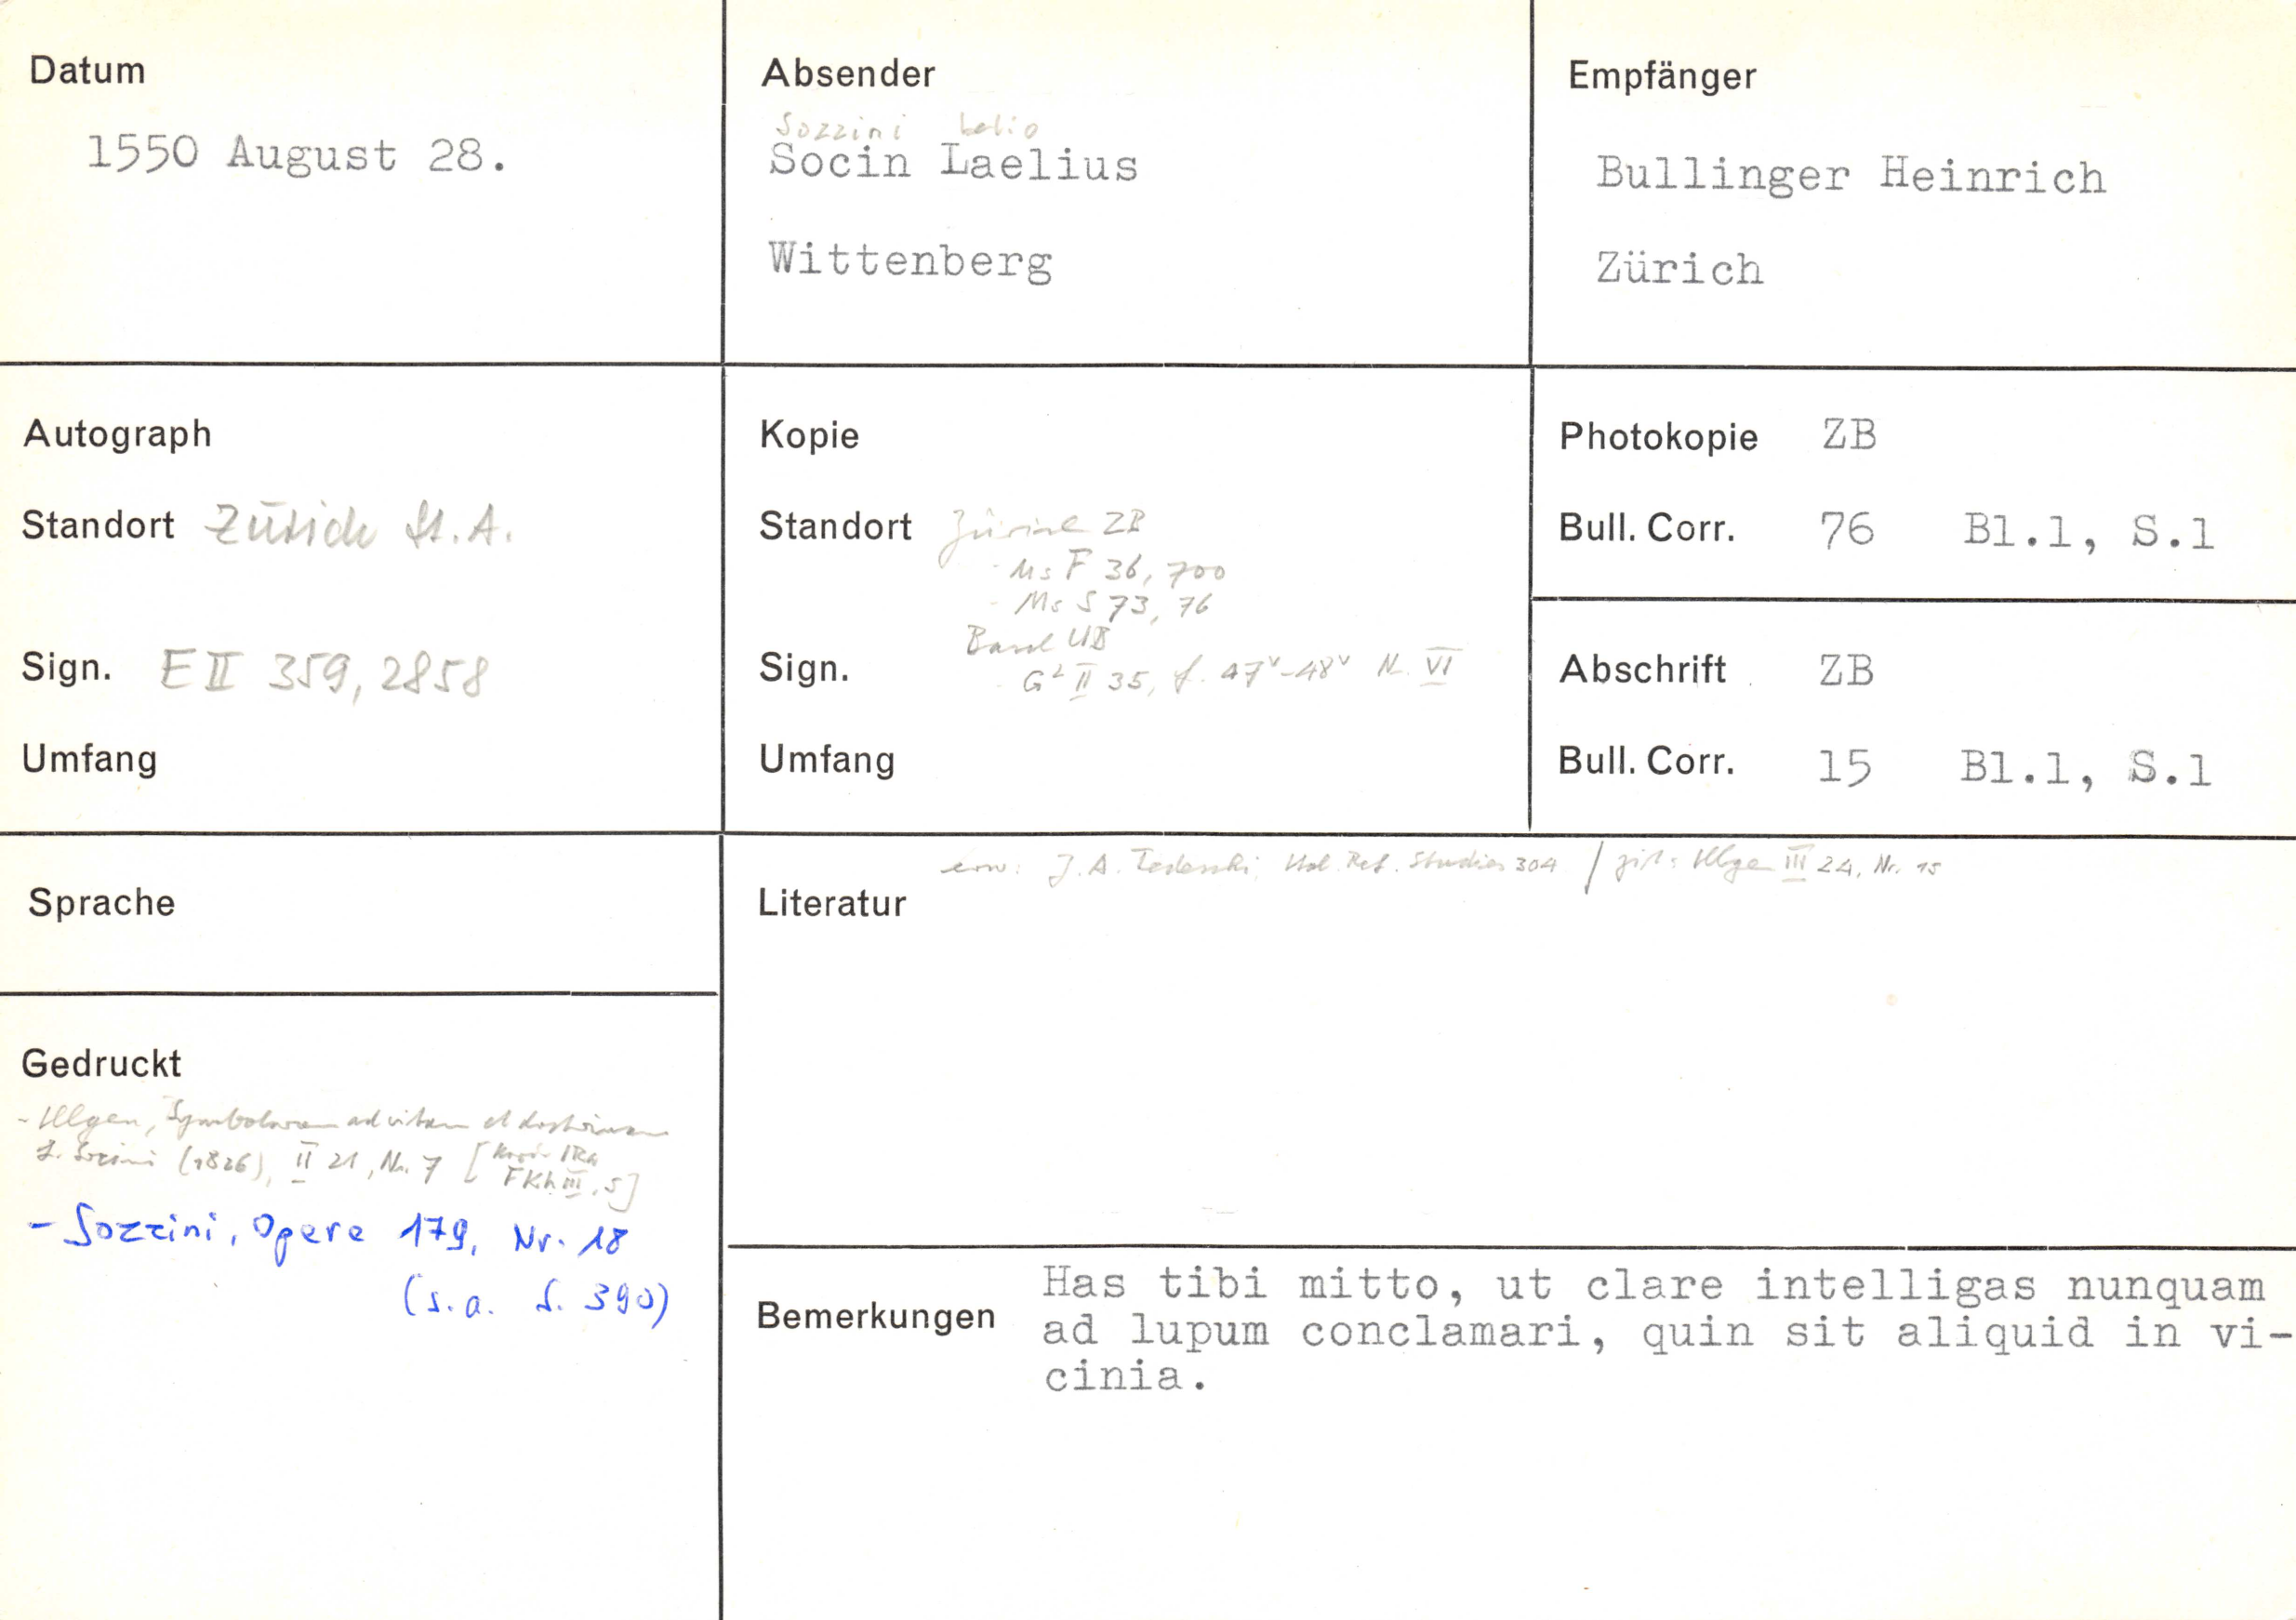 Datum
1550 August 28.
Absender
Sozzini Lelio
Socin Laelius
Wittenberg
Empfänger
Bullinger Heinrich
Zürich
Autograph
Standort Zürich St.A.
Sign. E II 359, 2858
Umfang
Kopie
Standort Zürich ZB
- Ms F 36, 700
- Ms S 73, 76
Basel UB
Sign. - G² II 35, f. 47v-48v N. VI
Umfang
Photokopie ZB
Bull. Corr. 76 Bl.1, S.1
Abschrift ZB
Bull. Corr. 15 Bl.1, S.1
Sprache
Gedruckt
- Illgen, Symbolarum ad vitam et doctrinam
L. Socini (1826), II 21, Nr. 7 [
FKh III, 5]
- Sozzini, Opere 179, Nr. 18
(s.a. S. 390)
erw: J.A. Tedeschi, Ital. Ref. Studies 304 / zit: Illgen III 24, Nr. 15
Literatur
Bemerkungen
Has tibi mitto, ut clare intelligas nunquam
ad lupum conclamari, quin sit aliquid in vi-
cinia.